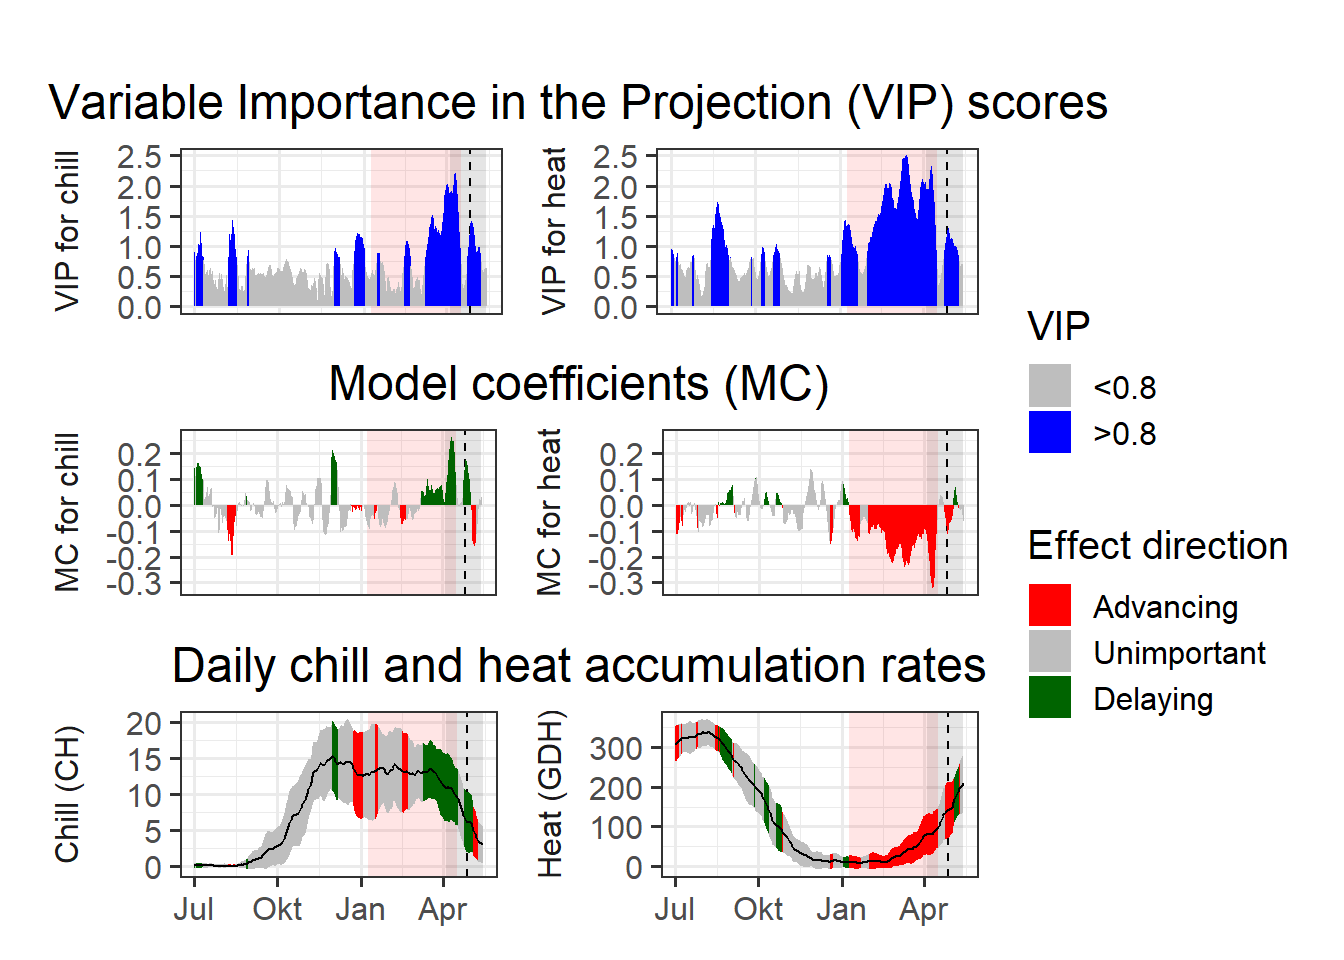 Variable Importance in the Projection (VIP) scores
VIP for chill
2.5
2.0
1.5
1.0
0.5
0.0
VIP for heat
2.5
2.0
1.5
1.0
0.5
0.0
Model coefficients (MC)
MC for chill
0.2
0.1
0.0
-0.1
-0.2
-0.3
MC for heat
0.2
0.1
0.0
-0.1
-0.2
-0.3
Daily chill and heat accumulation rates
Chill (CH)
20
15
10
5
0
Jul Okt Jan Apr
Heat (GDH)
300
200
100
0
Jul Okt Jan Apr
VIP
<0.8
>0.8
Effect direction
Advancing
Unimportant
Delaying